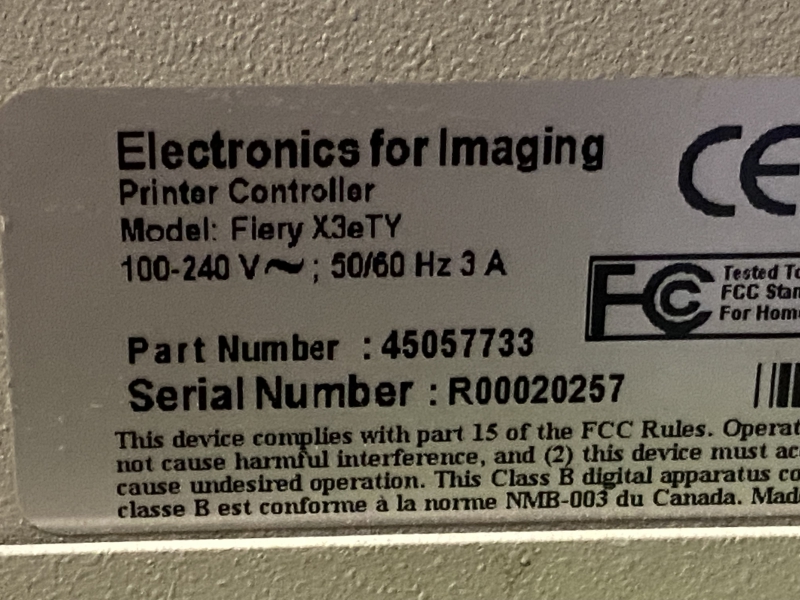 Electronics for Imaging
Printer Controller
Model: Fiery X3eTY
100-240 V~; 50/60 Hz 3 A
Part Number : 45057733
Serial Number : R00020257
CE
FC Tested To
FCC Stan
For Home
This device complies with part 15 of the FCC Rules. Operat
not cause harmful interference, and (2) this device must ac
cause undesired operation. This Class B digital apparatus co
classe B est conforme à la norme NMB-003 du Canada. Mad